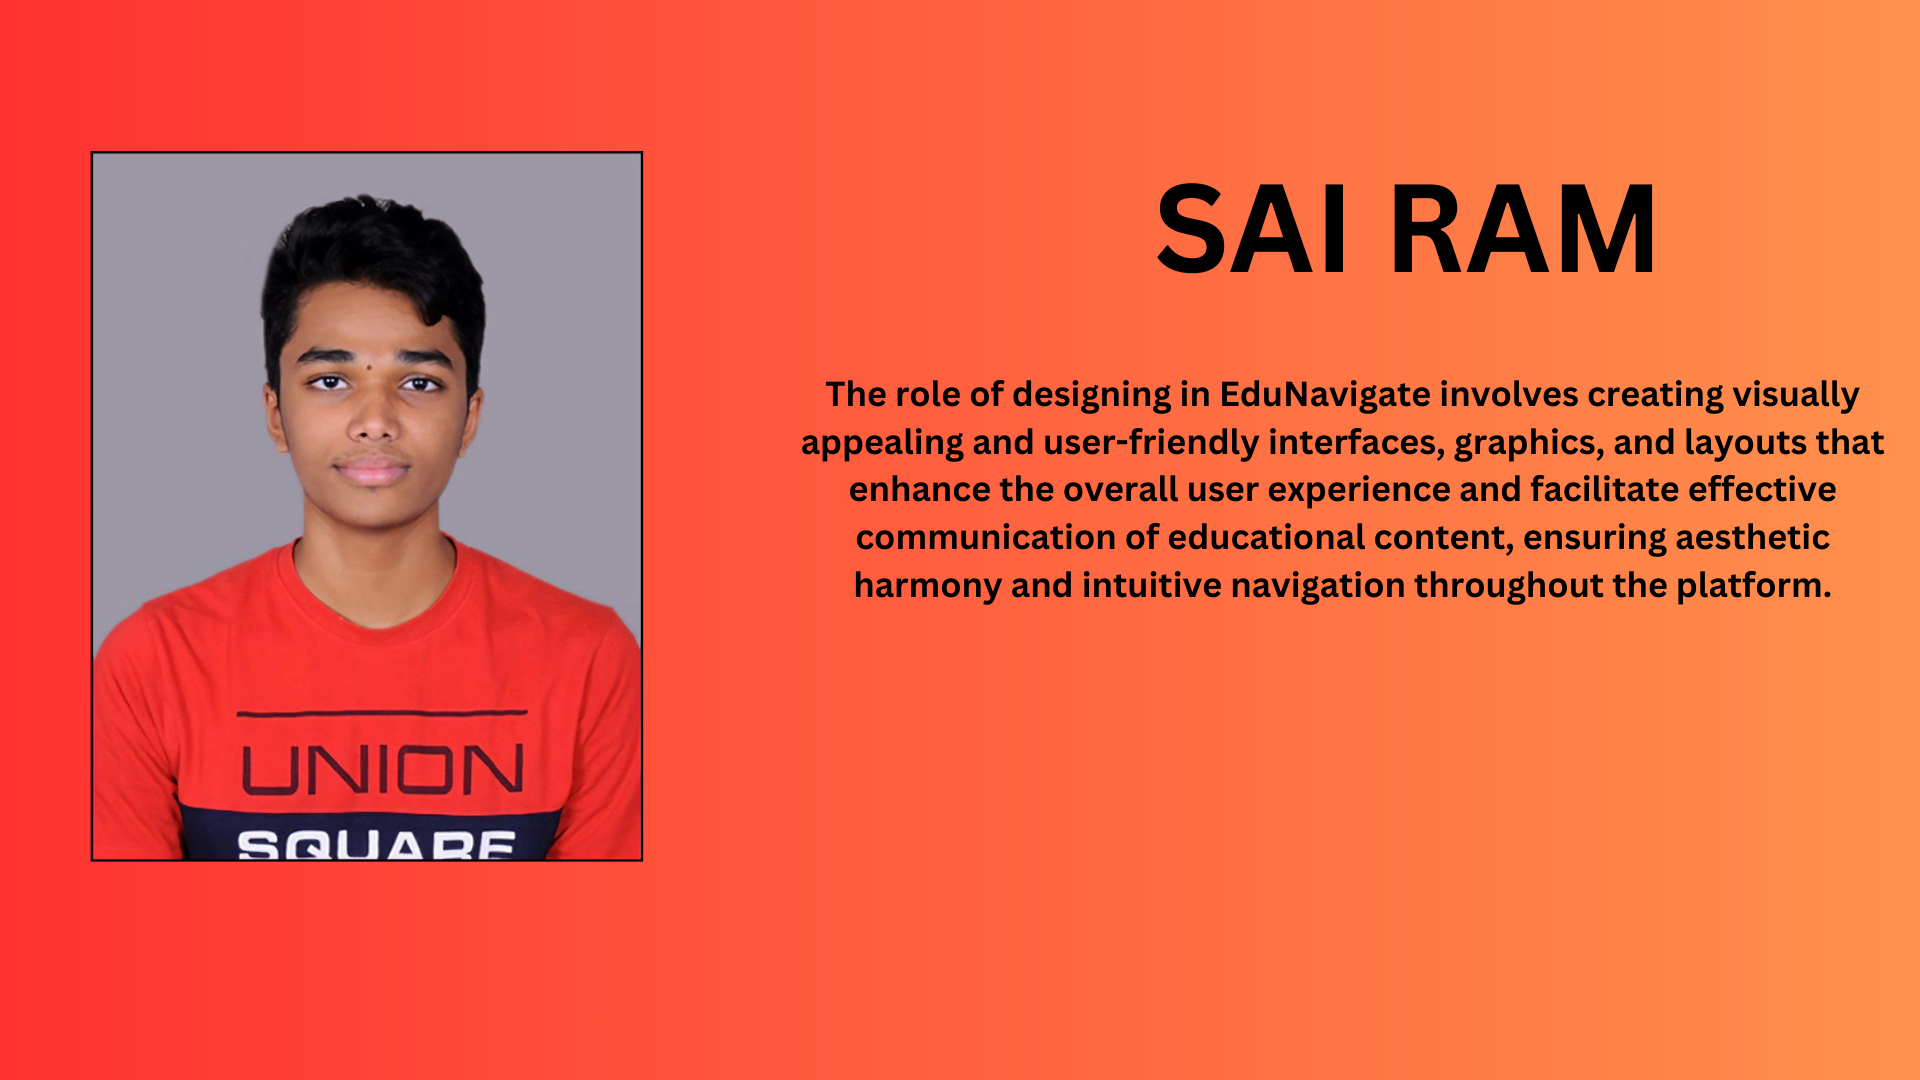 SAI RAM
The role of designing in EduNavigate involves creating visually
appealing and user-friendly interfaces, graphics, and layouts that
enhance the overall user experience and facilitate effective
communication of educational content, ensuring aesthetic
harmony and intuitive navigation throughout the platform.
UNION
SQUARE